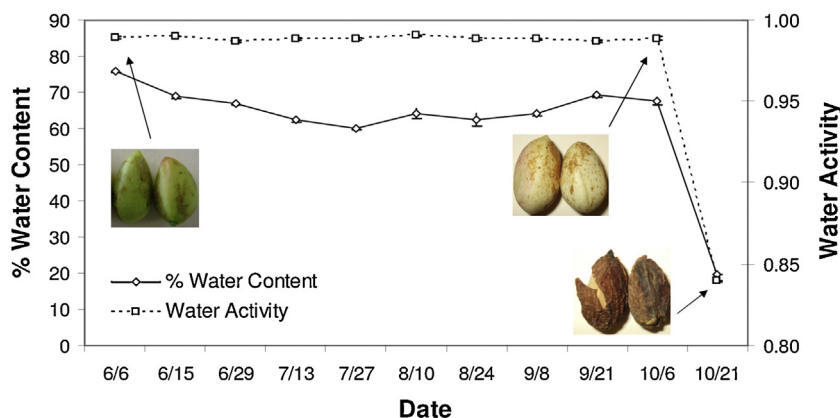 90
80
70
60
50
40
30
20
10
0
% Water Content
1.00
0.95
0.90
0.85
0.80
Water Activity
% Water Content
Water Activity
6/6 6/15 6/29 7/13 7/27 8/10 8/24 9/8 9/21 10/6 10/21
Date